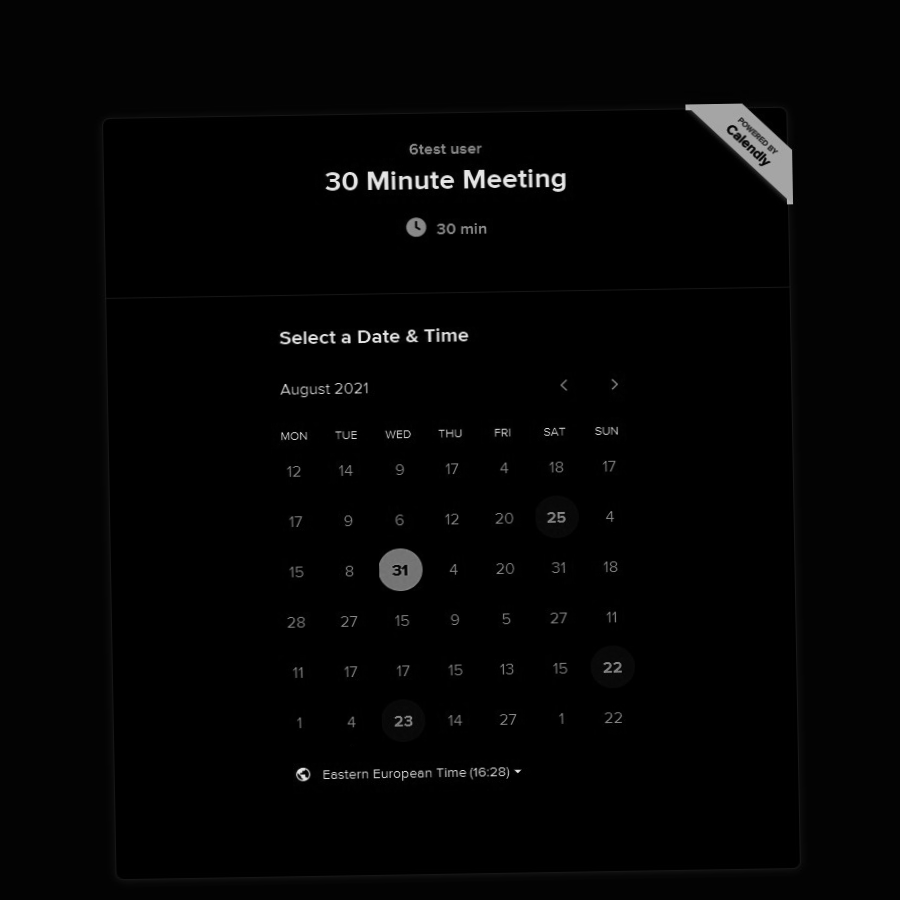 POWERED BY
Calendly
6test user
30 Minute Meeting
30 min
Select a Date & Time
August 2021
MON TUE WED THU FRI SAT SUN
12 14 9 17 4 18 17
17 9 6 12 20 25 4
15 8 31 4 20 31 18
28 27 15 9 5 27 11
11 17 17 15 13 15 22
1 4 23 14 27 1 22
Eastern European Time (16:28)